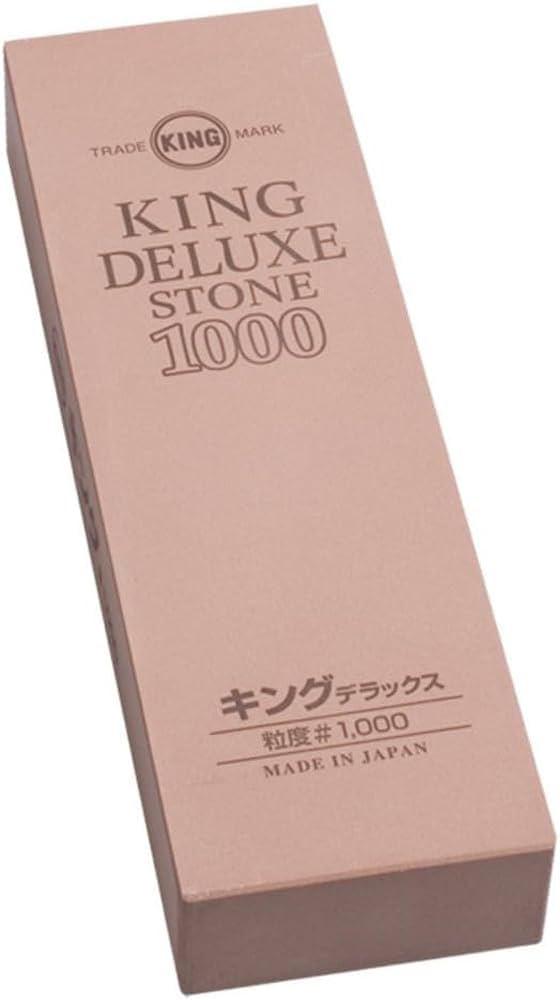 TRADE KING MARK
KING
DELUXE
STONE
1000
キングデラックス
粒度#1,000
MADE IN JAPAN